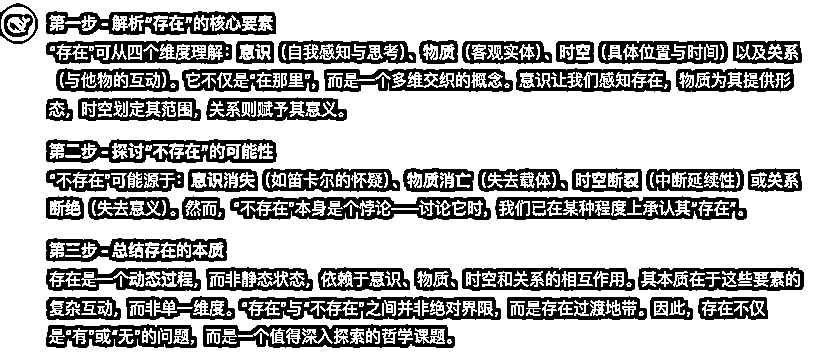 第一步 - 解析“存在”的核心要素
“存在”可从四个维度理解：意识（自我感知与思考）、物质（客观实体）、时空（具体位置与时间）以及关系
（与他物的互动）。它不仅是“在那里”，而是一个多维交织的概念。意识让我们感知存在，物质为其提供形
态，时空划定其范围，关系则赋予其意义。
第二步 - 探讨“不存在”的可能性
“不存在”可能源于：意识消失（如笛卡尔的怀疑）、物质消亡（失去载体）、时空断裂（中断延续性）或关系
断绝（失去意义）。然而，“不存在”本身是个悖论——讨论它时，我们已在某种程度上承认其“存在”。
第三步 - 总结存在的本质
存在是一个动态过程，而非静态状态，依赖于意识、物质、时空和关系的相互作用。其本质在于这些要素的
复杂互动，而非单一维度。“存在”与“不存在”之间并非绝对界限，而是存在过渡地带。因此，存在不仅
是“有”或“无”的问题，而是一个值得深入探索的哲学课题。